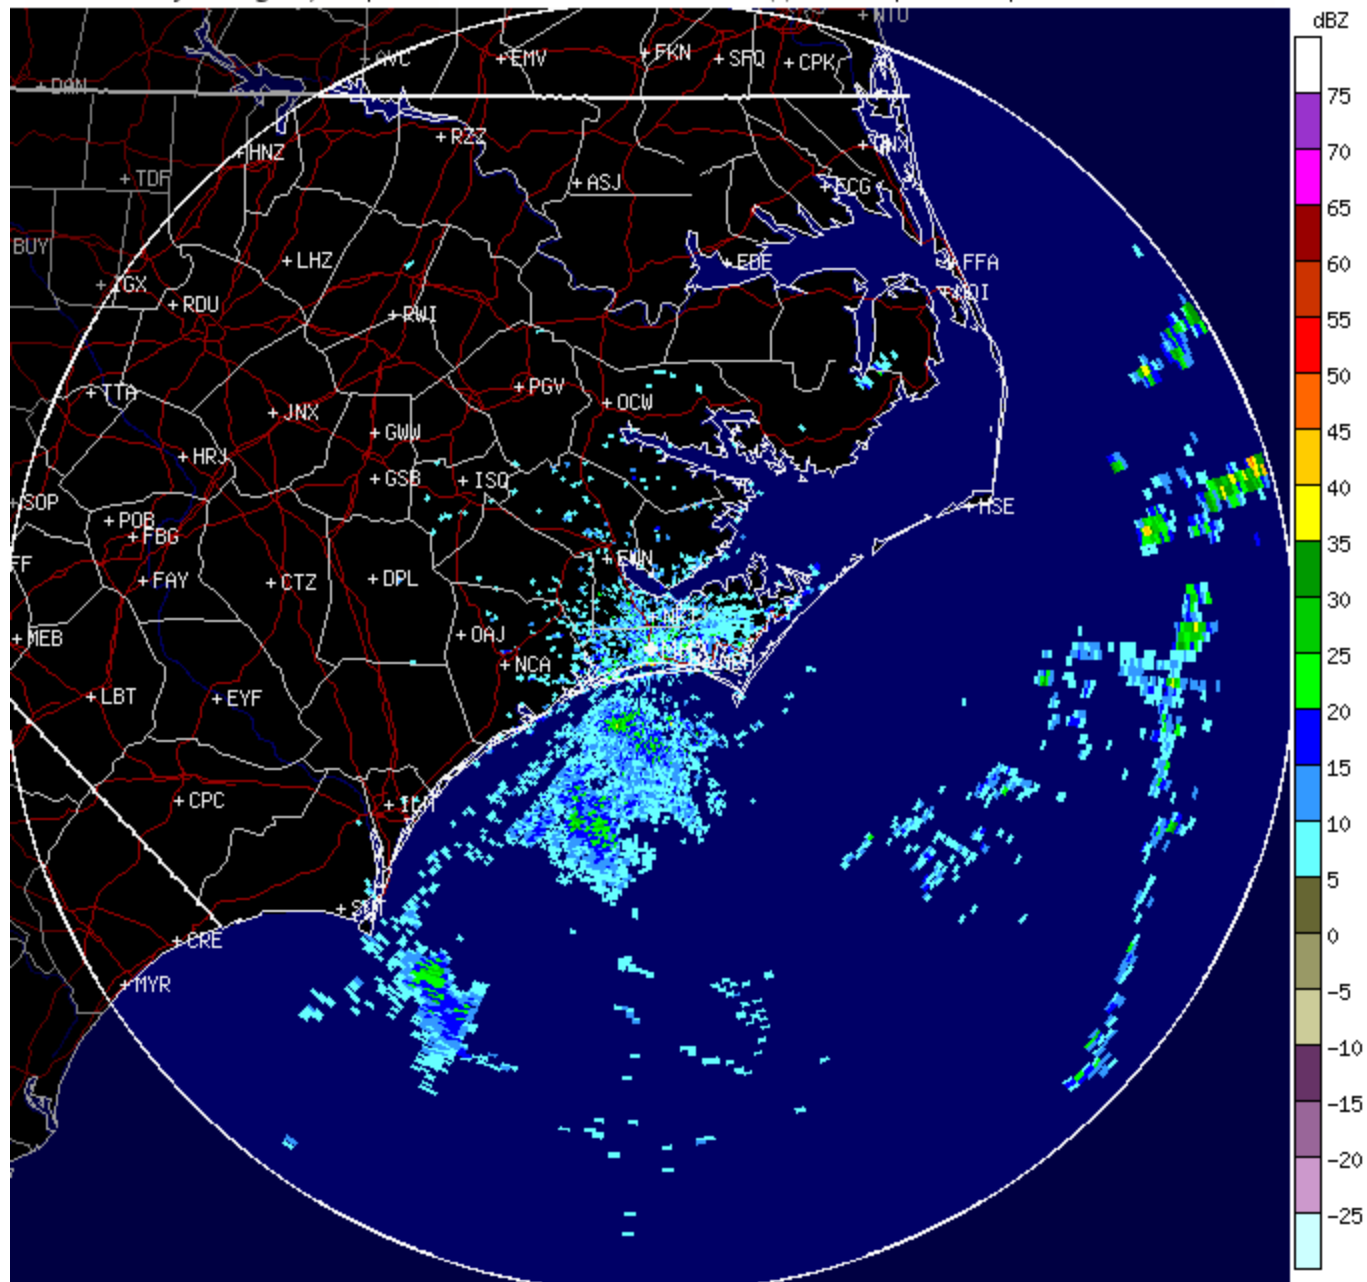 dBZ
+NTU
+AVC
+EMV
+FKN
+SFQ
+CPK
+DAN
75
+RZZ
+HNZ
70
+TDF
+ASJ
+ECG
65
BUY
+LHZ
+EDE
+FFA
60
+IGX
+RDU
+RWI
55
50
+TTA
+PGV
+OCW
+JNX
45
+GWW
+HRJ
+GSB
+ISO
40
+SOP
+HSE
+POB
+FBG
35
+EWN
FF
+FAY
+CTZ
+DPL
30
+MEB
+OAJ
+NCA
25
+LBT
+EYF
20
15
+CPC
+ILM
10
5
+CRE
0
+MYR
-5
-10
-15
-20
-25